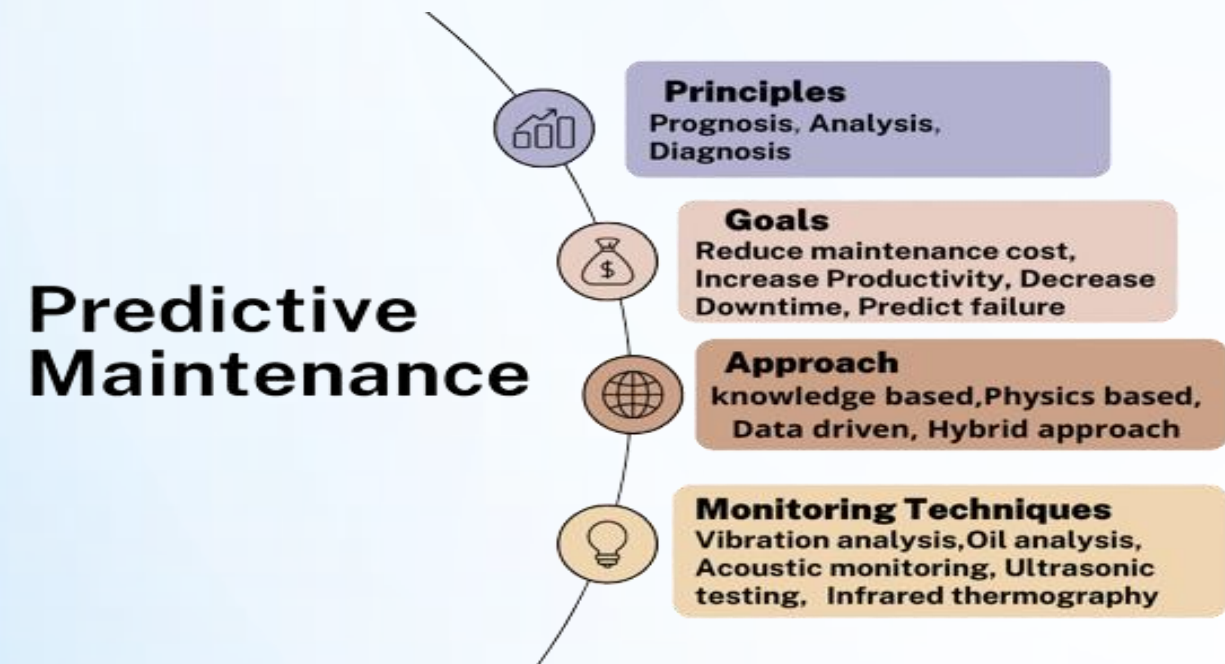 Predictive
Maintenance
Principles
Prognosis, Analysis,
Diagnosis
Goals
Reduce maintenance cost,
Increase Productivity, Decrease
Downtime, Predict failure
Approach
knowledge based,Physics based,
Data driven, Hybrid approach
Monitoring Techniques
Vibration analysis,Oil analysis,
Acoustic monitoring, Ultrasonic
testing, Infrared thermography